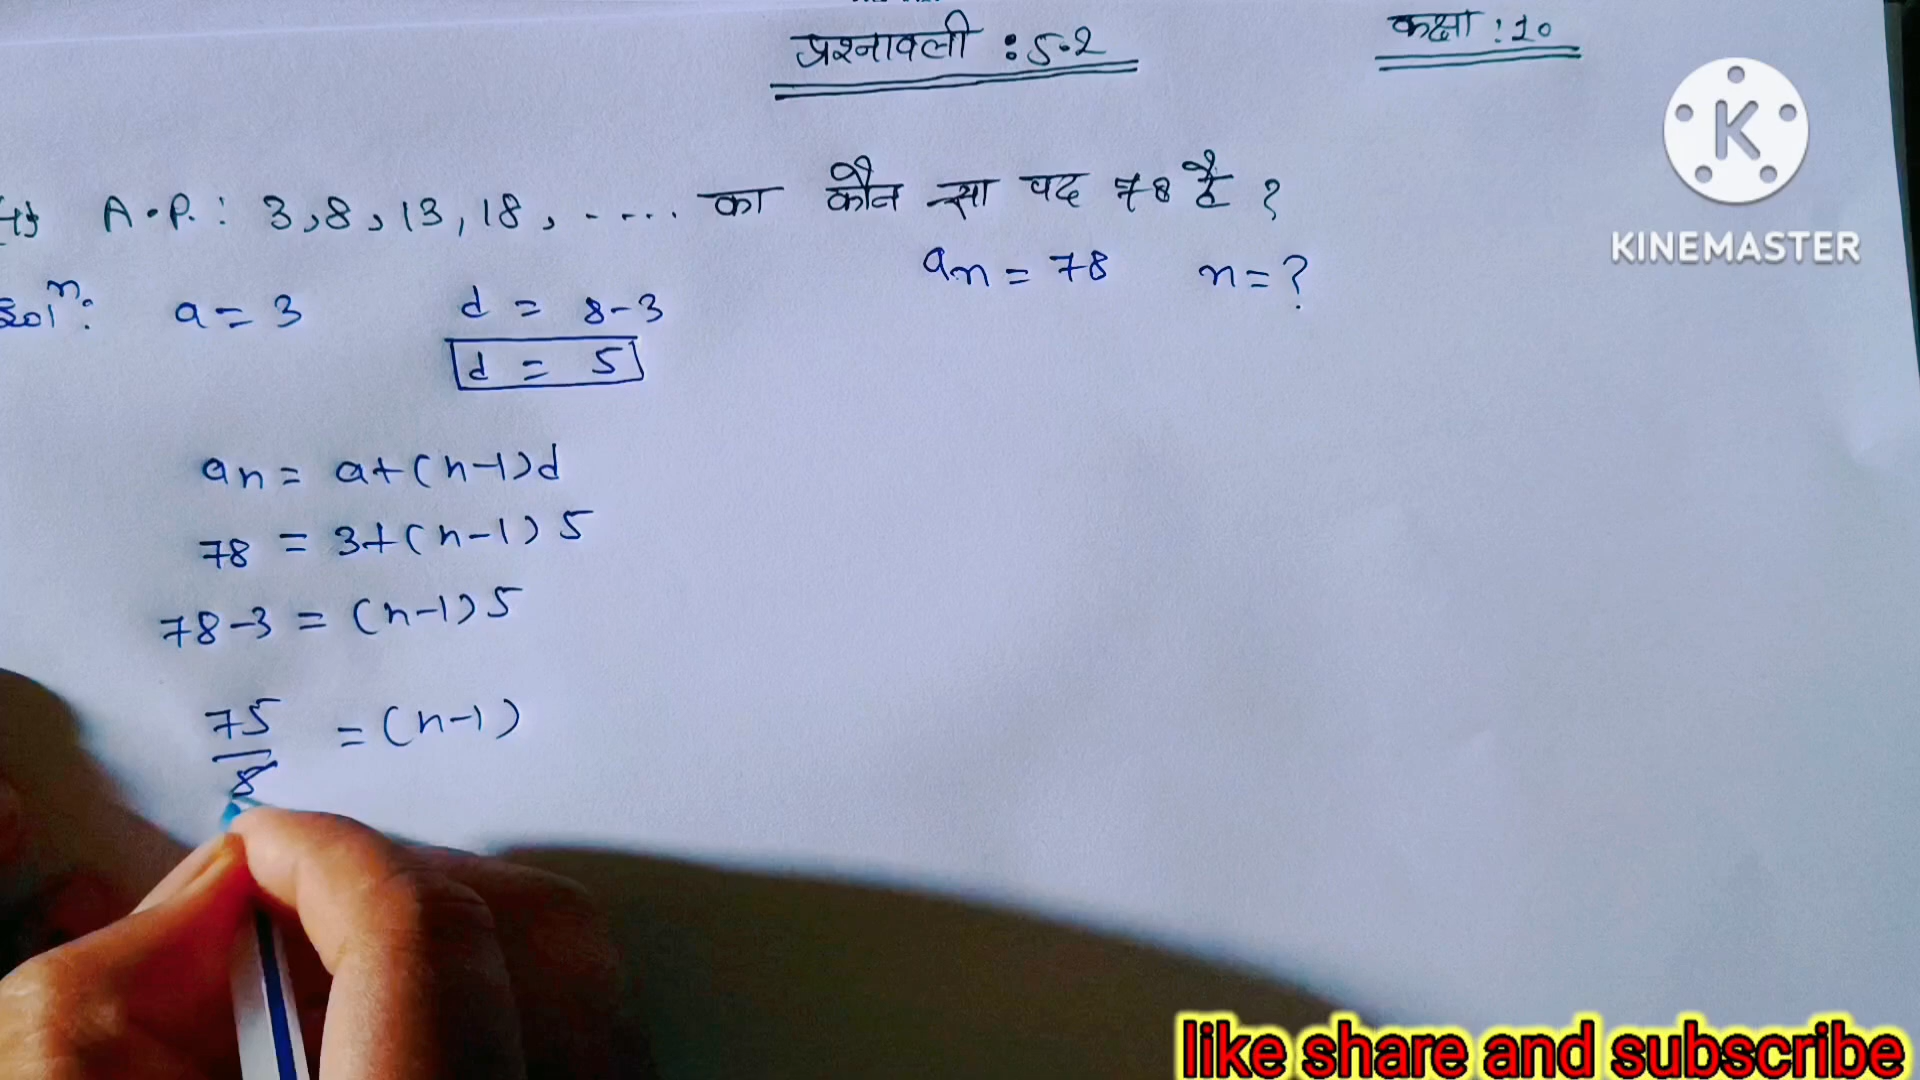 प्रश्नावली : 5.2
कक्षा : 10
KINEMASTER
A.P. : 3, 8, 13, 18, ..... का कौन सा पद 78 है ?
an = 78 n = ?
Solⁿ: a = 3 d = 8-3
d = 5
an = a+(n-1)d
78 = 3+(n-1) 5
78-3 = (n-1) 5
75/8 = (n-1)
like share and subscribe